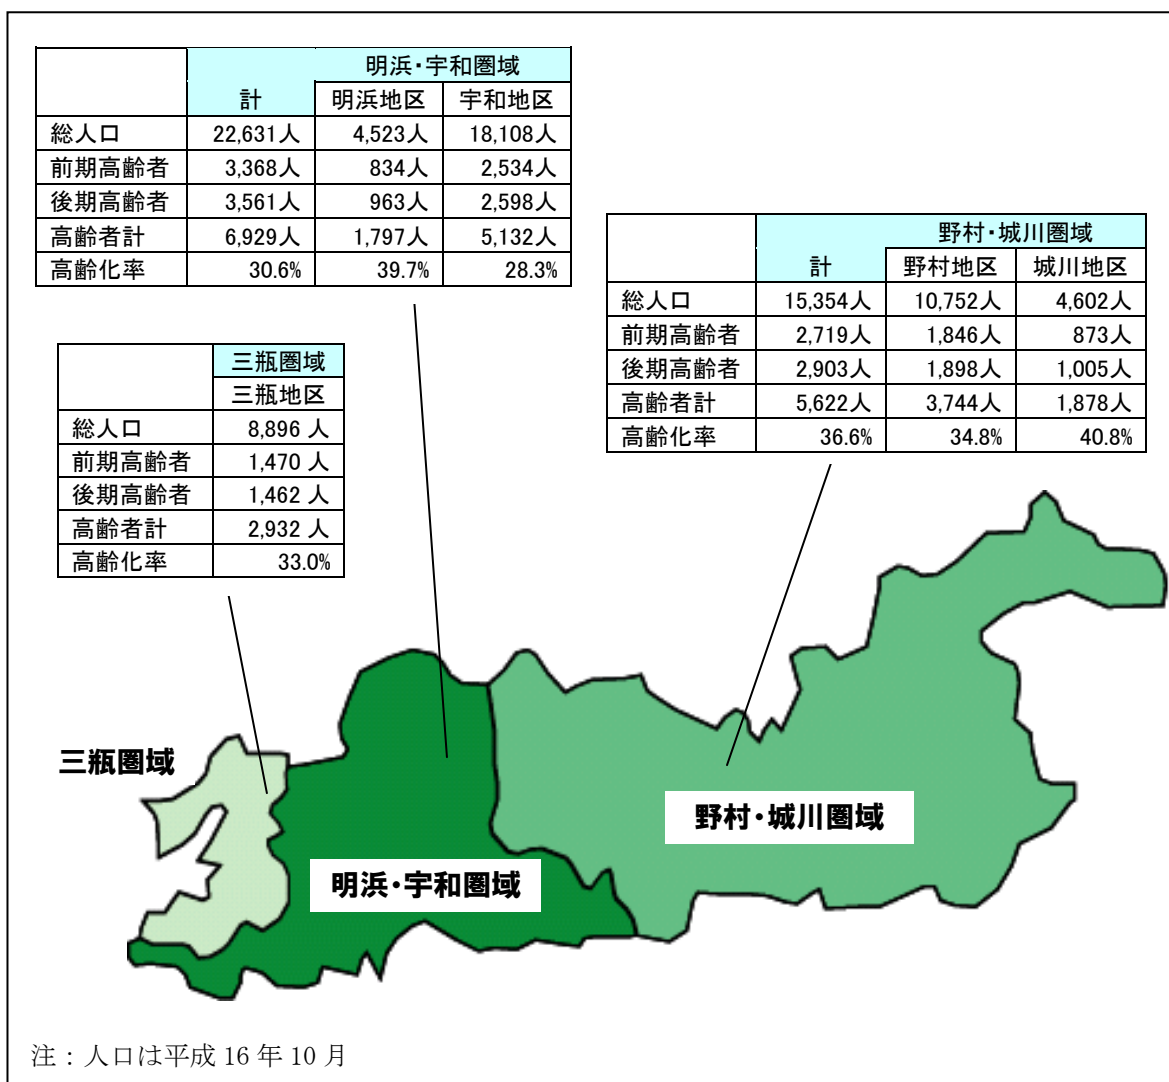 明浜・宇和圏域
計 明浜地区 宇和地区
総人口 22,631人 4,523人 18,108人
前期高齢者 3,368人 834人 2,534人
後期高齢者 3,561人 963人 2,598人
高齢者計 6,929人 1,797人 5,132人
高齢化率 30.6% 39.7% 28.3%
野村・城川圏域
計 野村地区 城川地区
総人口 15,354人 10,752人 4,602人
前期高齢者 2,719人 1,846人 873人
後期高齢者 2,903人 1,898人 1,005人
高齢者計 5,622人 3,744人 1,878人
高齢化率 36.6% 34.8% 40.8%
三瓶圏域
三瓶地区
総人口 8,896 人
前期高齢者 1,470 人
後期高齢者 1,462 人
高齢者計 2,932 人
高齢化率 33.0%
三瓶圏域
野村・城川圏域
明浜・宇和圏域
注：人口は平成 16 年 10 月